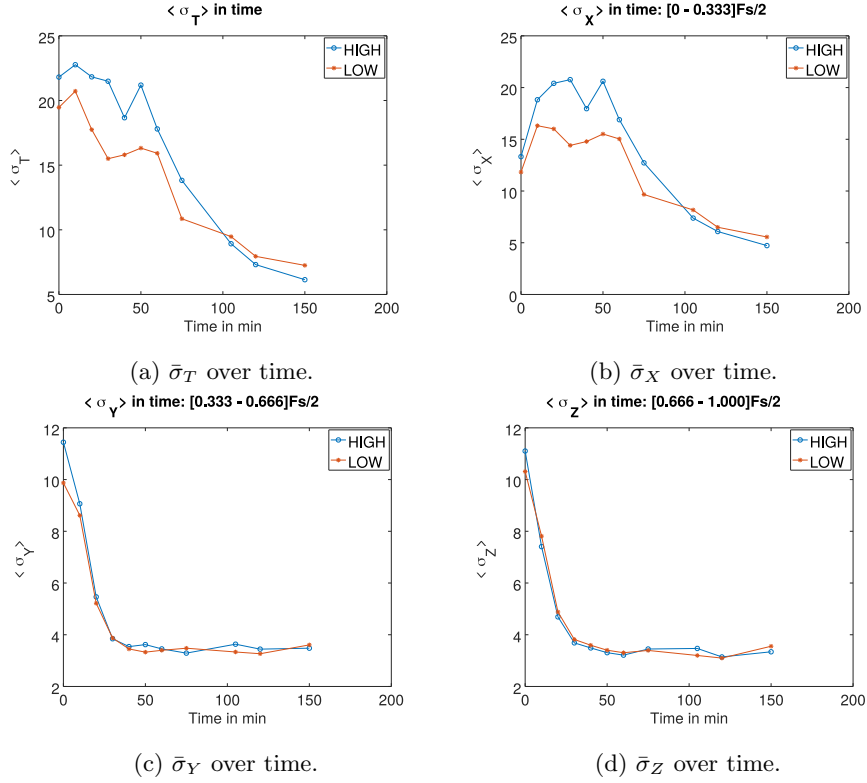 < σ_T > in time
25
20
15
10
5
< σ_T >
HIGH
LOW
0 50 100 150 200
Time in min
(a) σ̄_T over time.
< σ_X > in time: [0 - 0.333]Fs/2
25
20
15
10
5
0
< σ_X >
HIGH
LOW
0 50 100 150 200
Time in min
(b) σ̄_X over time.
< σ_Y > in time: [0.333 - 0.666]Fs/2
12
10
8
6
4
2
< σ_Y >
HIGH
LOW
0 50 100 150 200
Time in min
(c) σ̄_Y over time.
< σ_Z > in time: [0.666 - 1.000]Fs/2
12
10
8
6
4
2
< σ_Z >
HIGH
LOW
0 50 100 150 200
Time in min
(d) σ̄_Z over time.